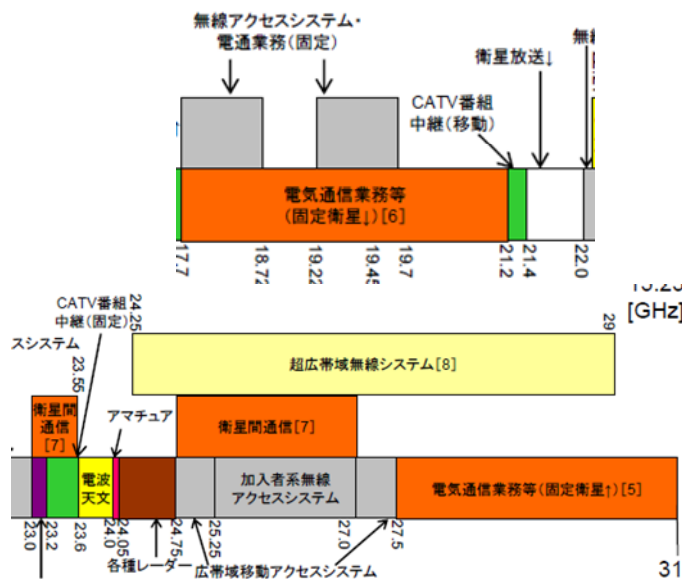 無線アクセスシステム・
電通業務(固定)
衛星放送↓
無線
CATV番組
中継(移動)
電気通信業務等
(固定衛星↓)[6]
17.7
18.72
19.22
19.45
19.7
21.2
21.4
22.0
[GHz]
CATV番組
中継(固定)
24.25
29
スシステム
23.55
超広帯域無線システム[8]
衛星間
通信
[7]
アマチュア
衛星間通信[7]
電波
天文
加入者系無線
アクセスシステム
電気通信業務等(固定衛星↑)[5]
23.0
23.2
23.6
24.0
24.05
24.75
25.25
27.0
27.5
31
各種レーダー
広帯域移動アクセスシステム